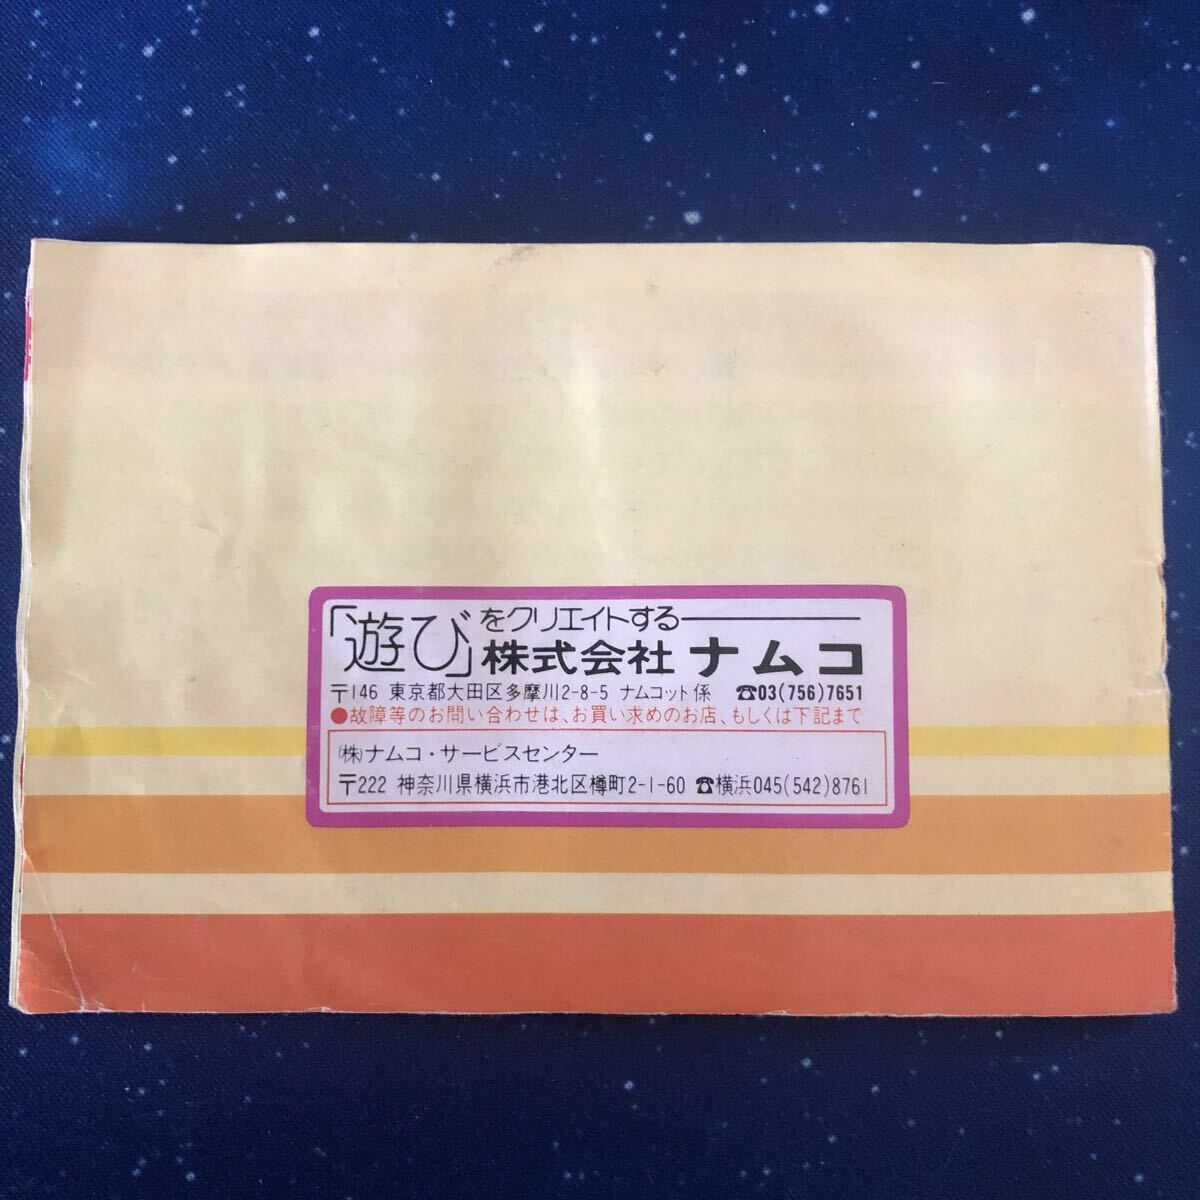 「遊び」をクリエイトする――
株式会社 ナムコ
〒146 東京都大田区多摩川2-8-5 ナムコット係 ☎03(756)7651
●故障等のお問い合わせは、お買い求めのお店、もしくは下記まで
(株)ナムコ・サービスセンター
〒222 神奈川県横浜市港北区樽町2-1-60 ☎横浜045(542)8761